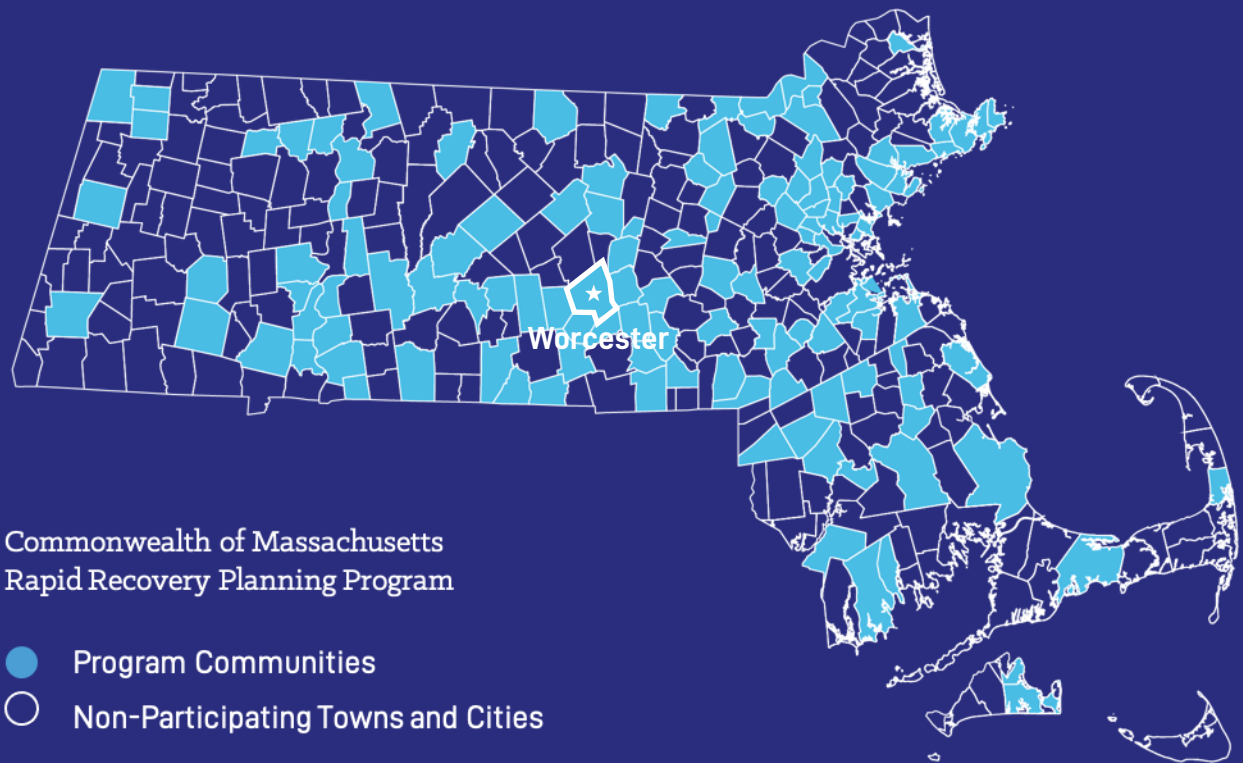 Worcester
Commonwealth of Massachusetts
Rapid Recovery Planning Program
Program Communities
Non-Participating Towns and Cities